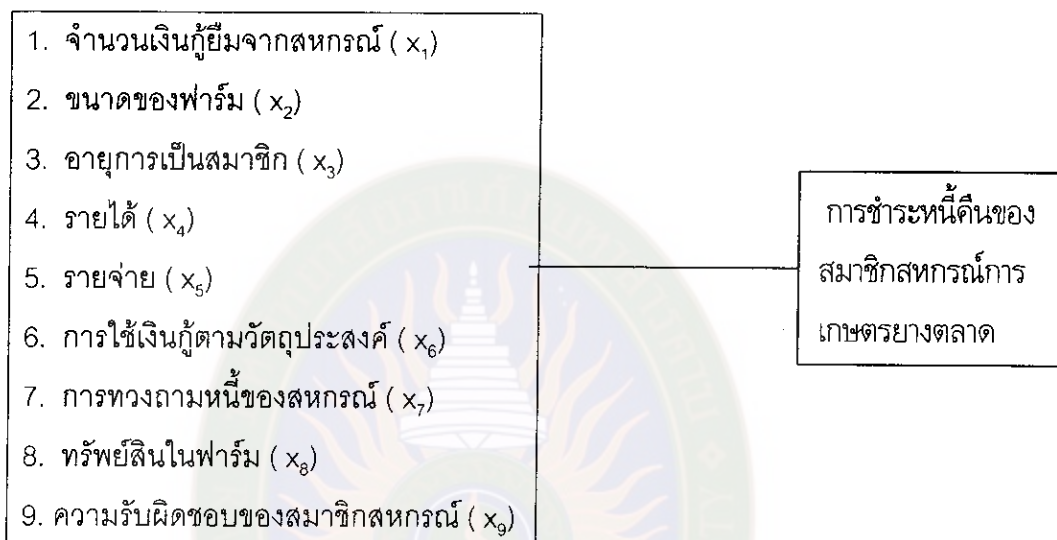 1. จำนวนเงินกู้ยืมจากสหกรณ์ ( x₁)
2. ขนาดของฟาร์ม ( x₂)
3. อายุการเป็นสมาชิก ( x₃)
4. รายได้ ( x₄)
5. รายจ่าย ( x₅)
6. การใช้เงินกู้ตามวัตถุประสงค์ ( x₆)
7. การทวงถามหนี้ของสหกรณ์ ( x₇)
8. ทรัพย์สินในฟาร์ม ( x₈)
9. ความรับผิดชอบของสมาชิกสหกรณ์ ( x₉)
การชำระหนี้คืนของ
สมาชิกสหกรณ์การ
เกษตรยางตลาด